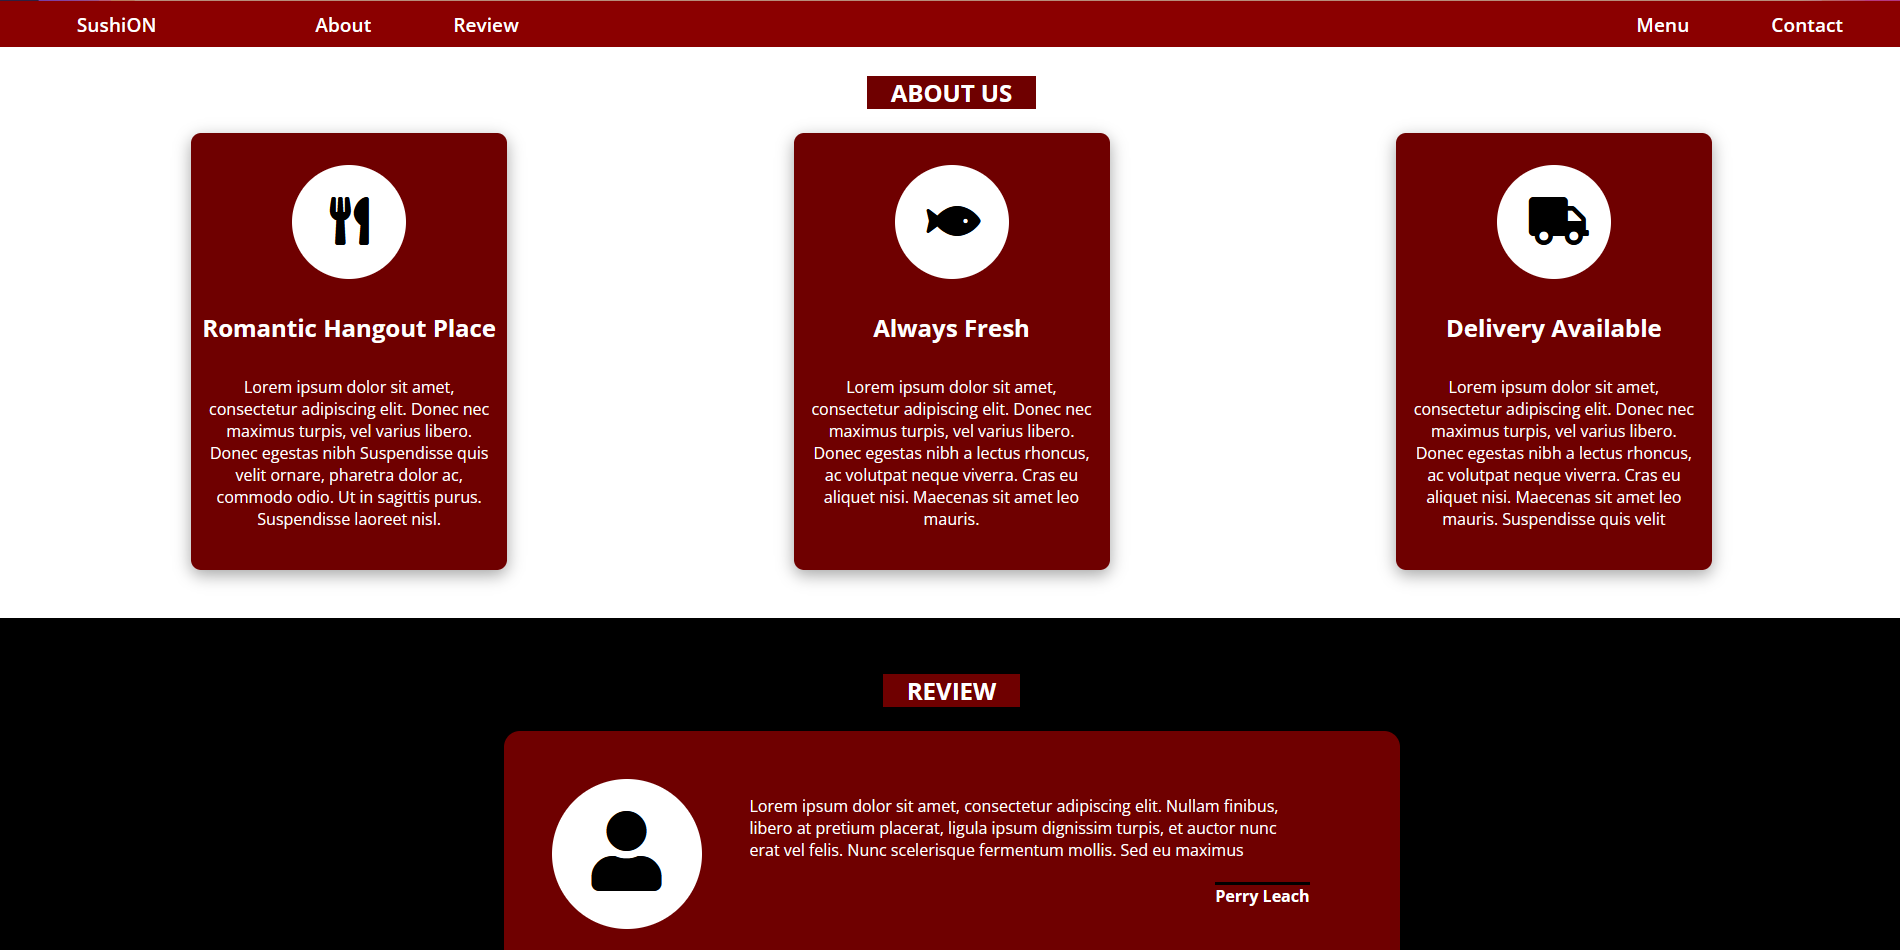 SushiON About Review Menu Contact
ABOUT US
Romantic Hangout Place
Lorem ipsum dolor sit amet,
consectetur adipiscing elit. Donec nec
maximus turpis, vel varius libero.
Donec egestas nibh Suspendisse quis
velit ornare, pharetra dolor ac,
commodo odio. Ut in sagittis purus.
Suspendisse laoreet nisl.
Always Fresh
Lorem ipsum dolor sit amet,
consectetur adipiscing elit. Donec nec
maximus turpis, vel varius libero.
Donec egestas nibh a lectus rhoncus,
ac volutpat neque viverra. Cras eu
aliquet nisi. Maecenas sit amet leo
mauris.
Delivery Available
Lorem ipsum dolor sit amet,
consectetur adipiscing elit. Donec nec
maximus turpis, vel varius libero.
Donec egestas nibh a lectus rhoncus,
ac volutpat neque viverra. Cras eu
aliquet nisi. Maecenas sit amet leo
mauris. Suspendisse quis velit
REVIEW
Lorem ipsum dolor sit amet, consectetur adipiscing elit. Nullam finibus,
libero at pretium placerat, ligula ipsum dignissim turpis, et auctor nunc
erat vel felis. Nunc scelerisque fermentum mollis. Sed eu maximus
Perry Leach